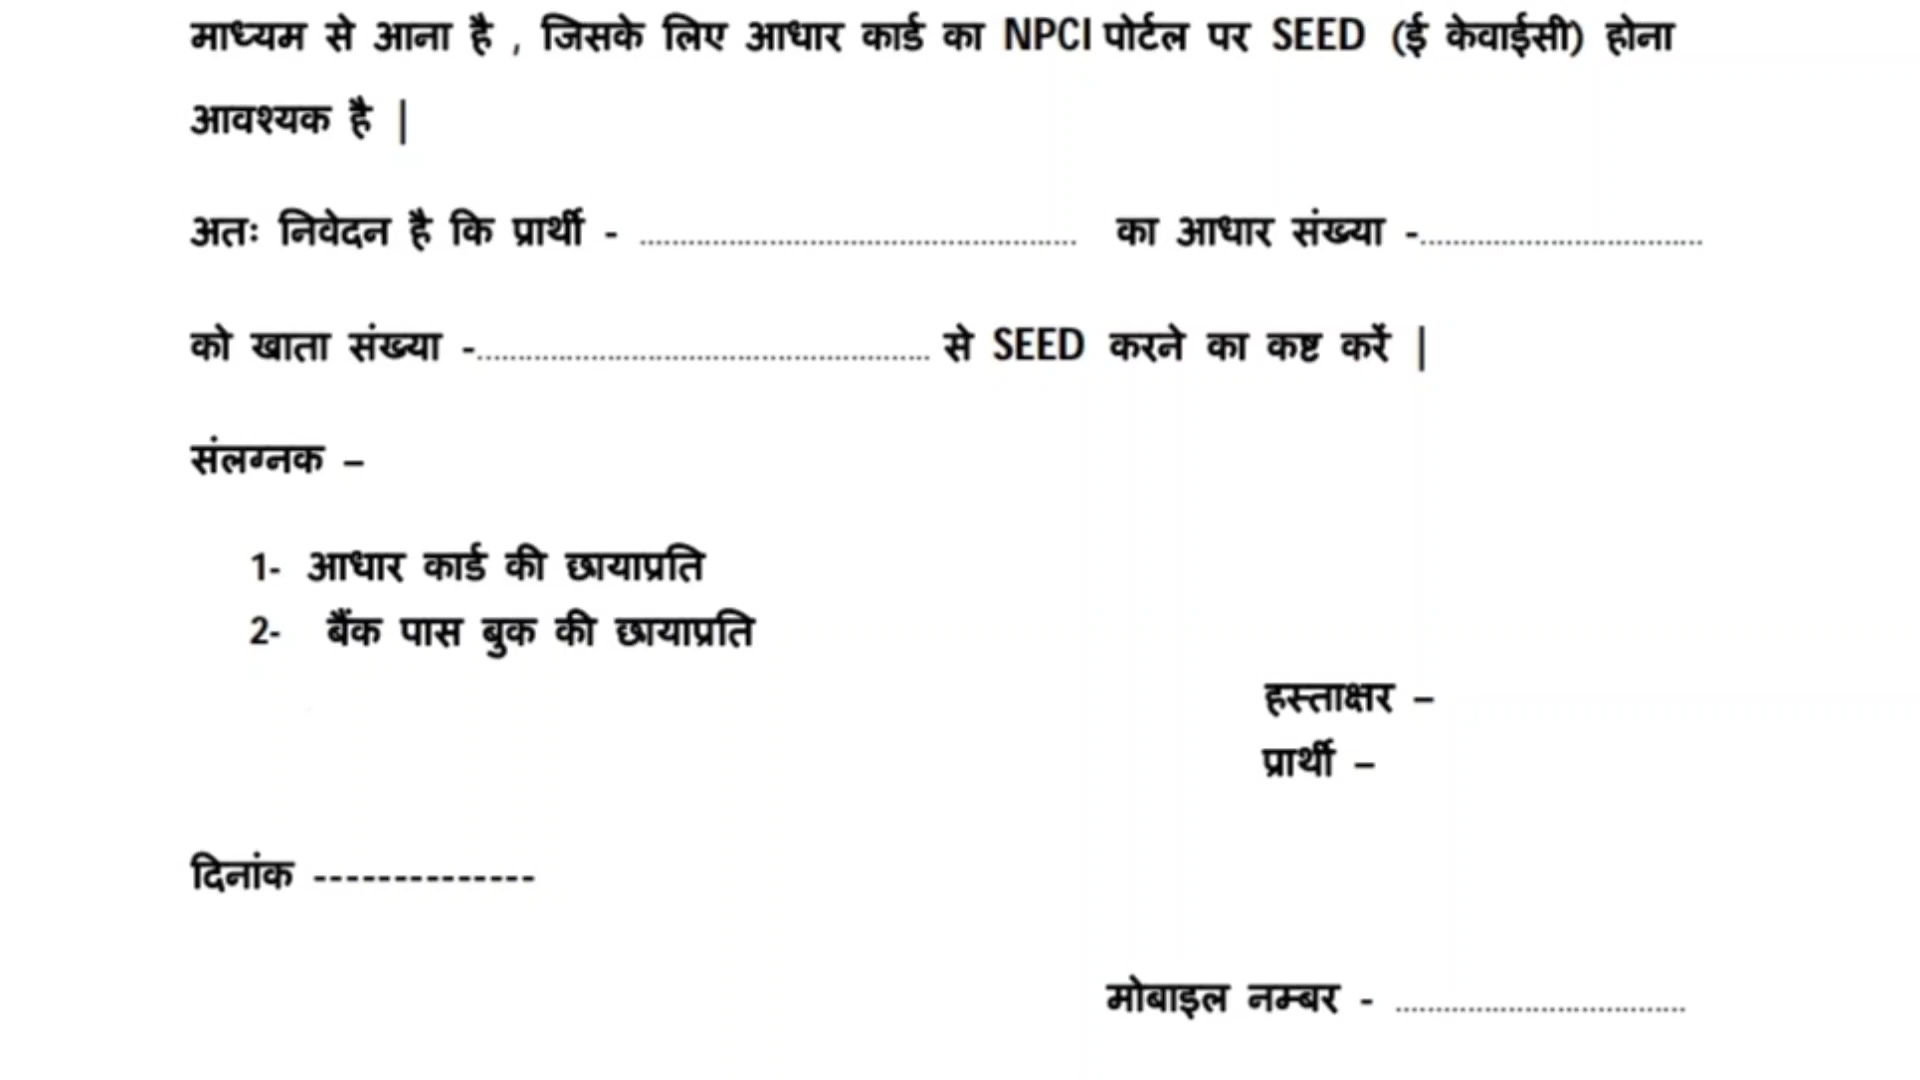 माध्यम से आना है , जिसके लिए आधार कार्ड का NPCI पोर्टल पर SEED (ई केवाईसी) होना
आवश्यक है |
अतः निवेदन है कि प्रार्थी - ........................................................ का आधार संख्या -....................................
को खाता संख्या -.......................................................... से SEED करने का कष्ट करें |
संलग्नक –
1- आधार कार्ड की छायाप्रति
2- बैंक पास बुक की छायाप्रति
हस्ताक्षर –
प्रार्थी –
दिनांक --------------
मोबाइल नम्बर - .....................................